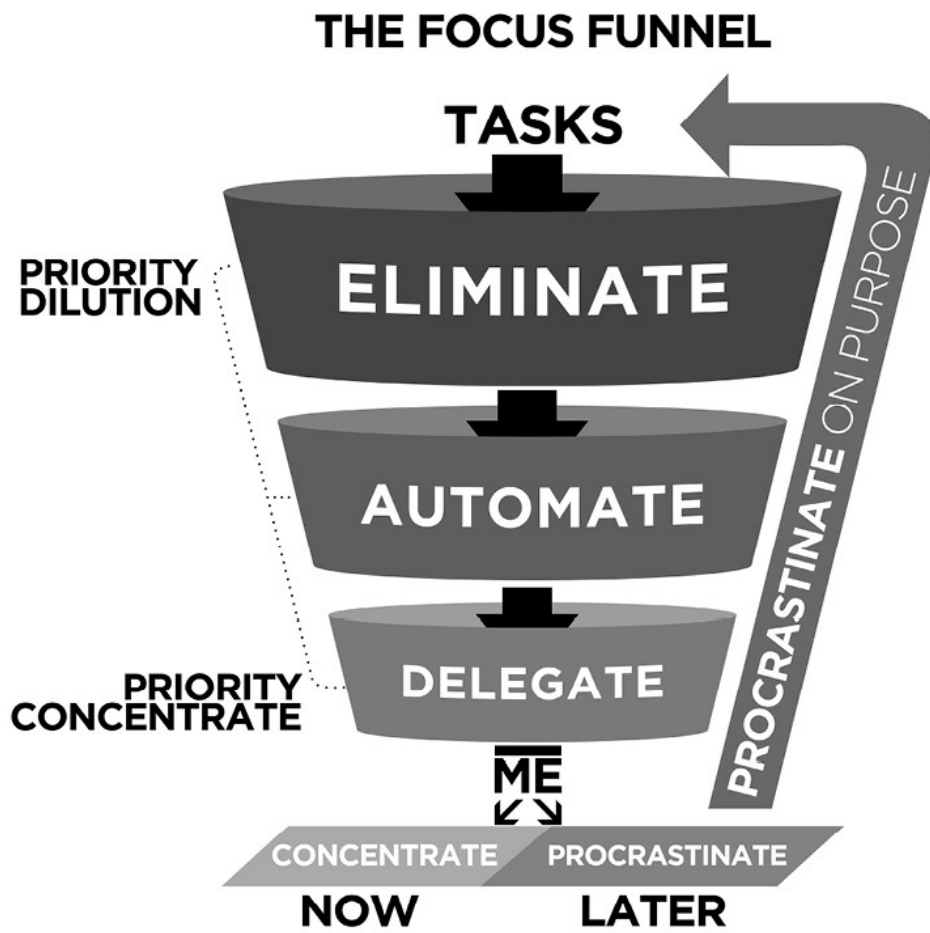 THE FOCUS FUNNEL
TASKS
PRIORITY
DILUTION
ELIMINATE
AUTOMATE
PRIORITY
CONCENTRATE
DELEGATE
PROCRASTINATE ON PURPOSE
ME
CONCENTRATE
PROCRASTINATE
NOW
LATER